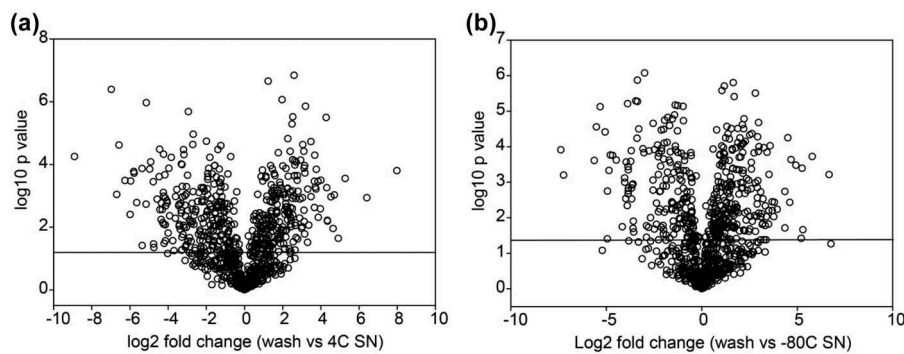 (a)
8
6
4
2
0
-10 -8 -6 -4 -2 0 2 4 6 8 10
log10 p value
log2 fold change (wash vs 4C SN)
(b)
7
6
5
4
3
2
1
0
-10 -5 0 5 10
log10 p value
Log2 fold change (wash vs -80C SN)